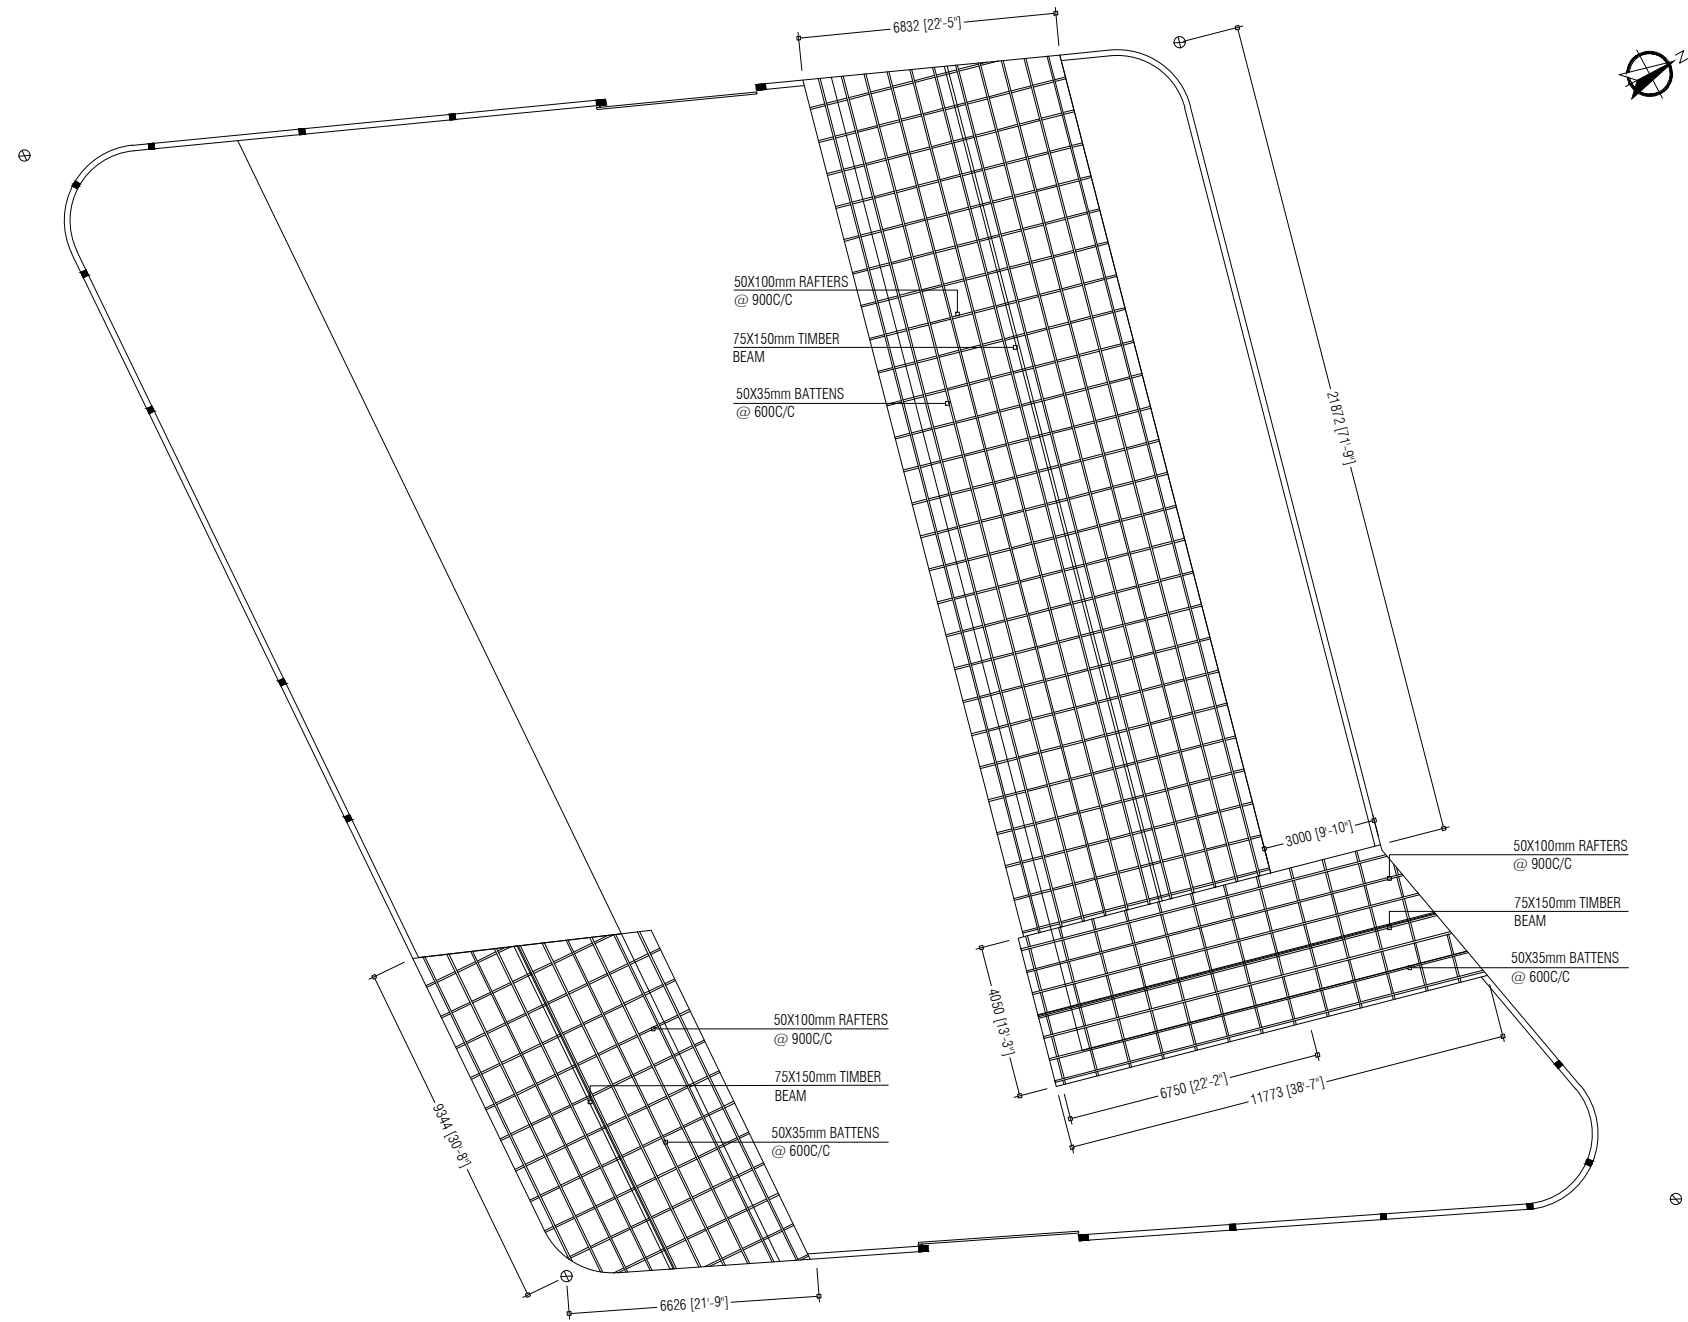 6832 [22'-5"]
N
50X100mm RAFTERS
@ 900C/C
75X150mm TIMBER
BEAM
50X35mm BATTENS
@ 600C/C
21872 [71'-9"]
3000 [9'-10"]
50X100mm RAFTERS
@ 900C/C
75X150mm TIMBER
BEAM
50X35mm BATTENS
@ 600C/C
4050 [13'-3"]
6750 [22'-2"]
11773 [38'-7"]
50X100mm RAFTERS
@ 900C/C
75X150mm TIMBER
BEAM
50X35mm BATTENS
@ 600C/C
9344 [30'-8"]
6626 [21'-9"]